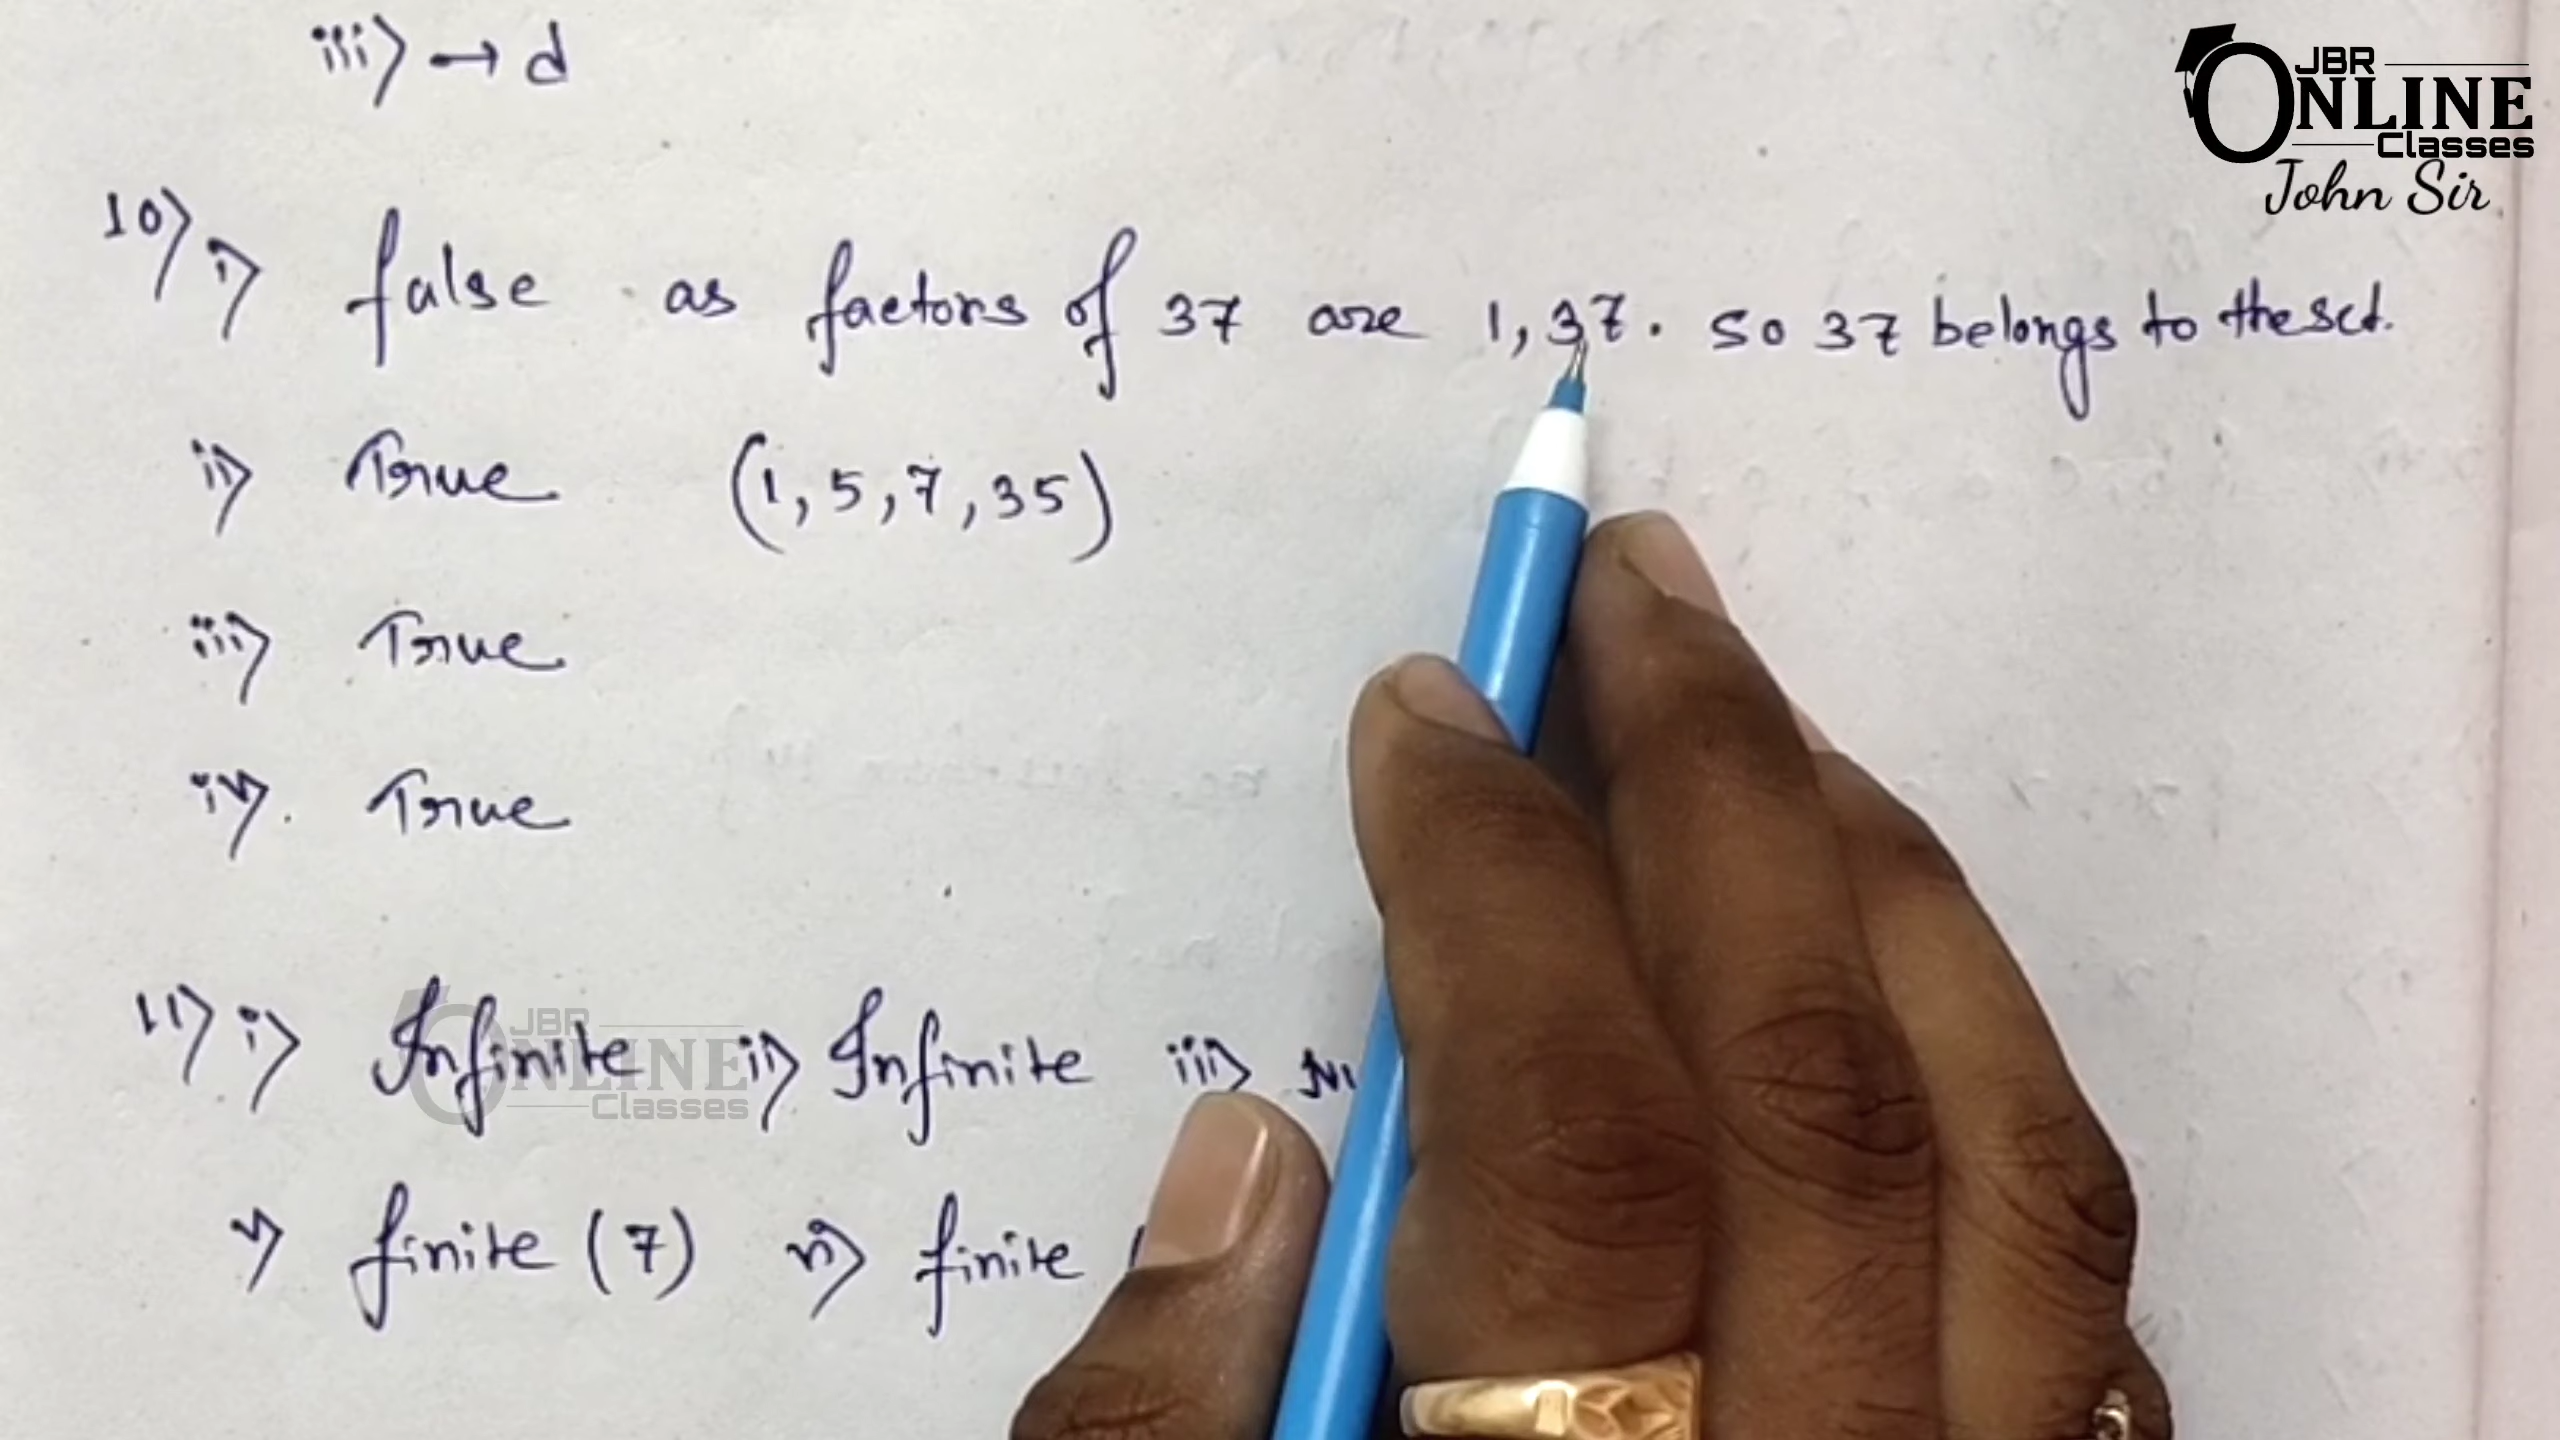 iii) → d
JBR
ONLINE
Classes
John Sir
10) i) false as factors of 37 are 1, 37. So 37 belongs to the set.
ii) True (1, 5, 7, 35)
iii) True
iv). True
11) i) Infinite ii) Infinite iii)
JBR
ONLINE
Classes
v) finite (7) vi) finite (